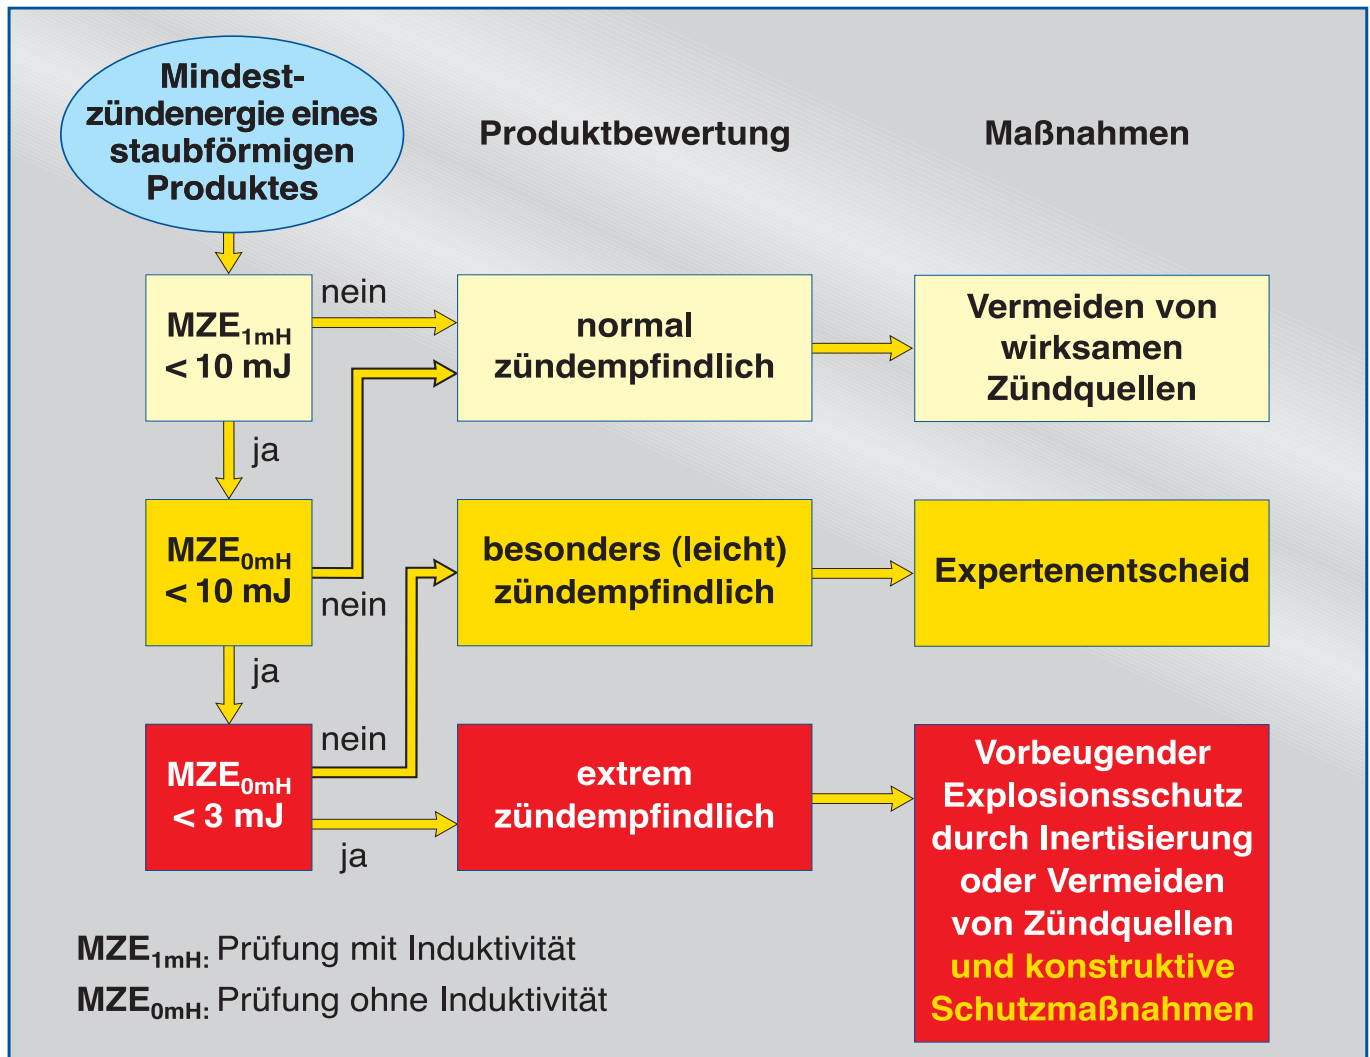 Mindest-
zündenergie eines
staubförmigen
Produktes
Produktbewertung
Maßnahmen
MZE1mH
< 10 mJ
nein
normal
zündempfindlich
Vermeiden von
wirksamen
Zündquellen
ja
MZE0mH
< 10 mJ
nein
besonders (leicht)
zündempfindlich
Expertenentscheid
ja
MZE0mH
< 3 mJ
nein
ja
extrem
zündempfindlich
Vorbeugender
Explosionsschutz
durch Inertisierung
oder Vermeiden
von Zündquellen
und konstruktive
Schutzmaßnahmen
MZE1mH: Prüfung mit Induktivität
MZE0mH: Prüfung ohne Induktivität